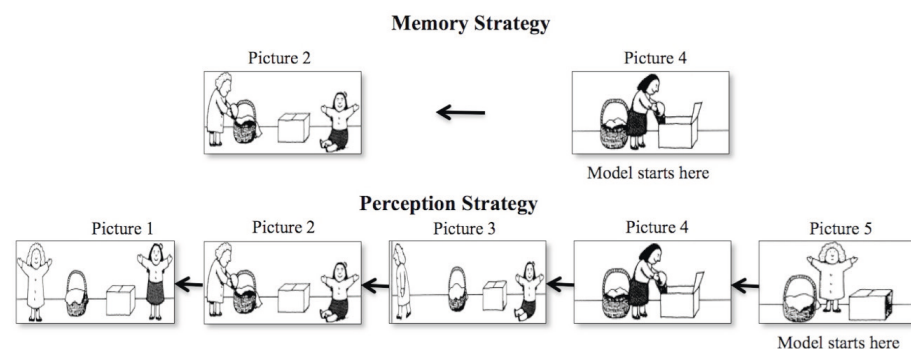 Memory Strategy
Picture 2 Picture 4
Model starts here
Perception Strategy
Picture 1 Picture 2 Picture 3 Picture 4 Picture 5
Model starts here